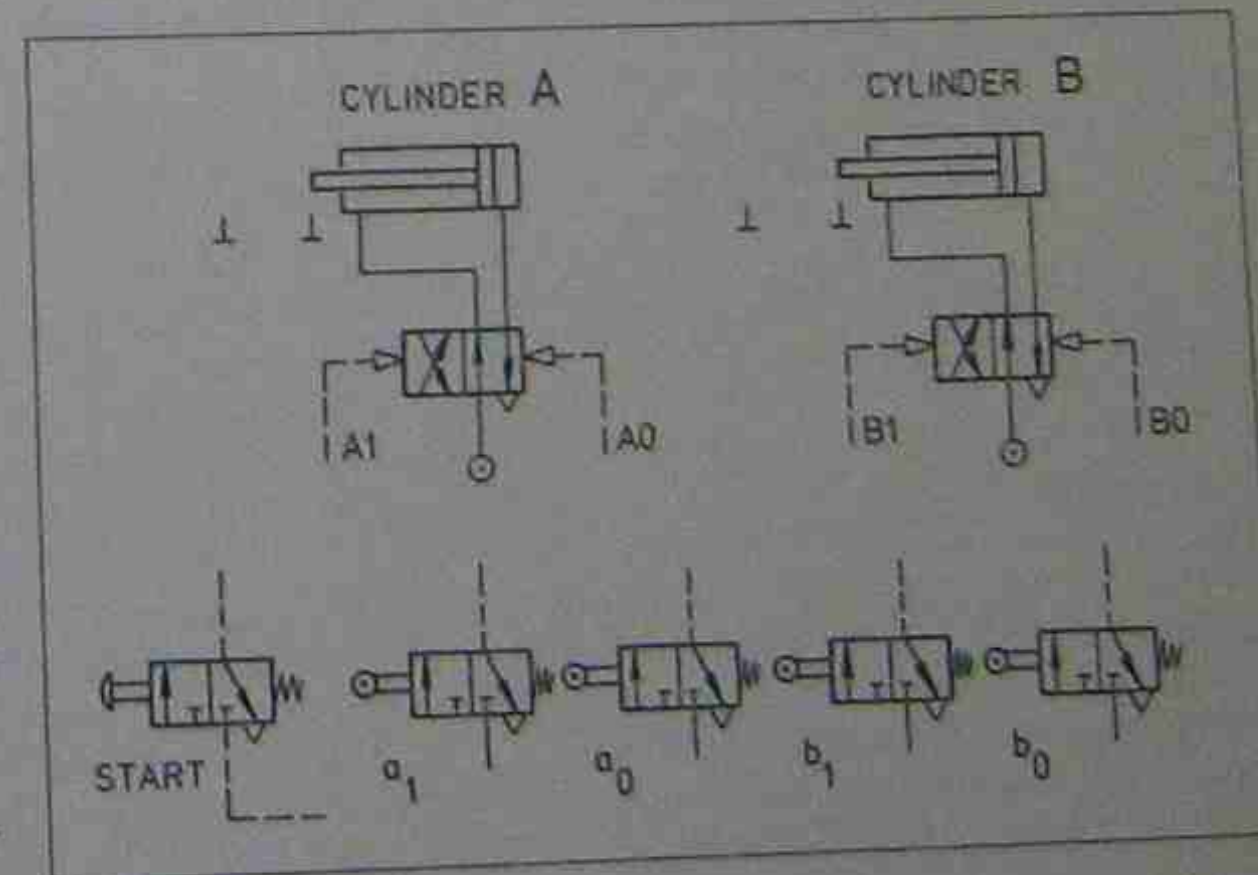 CYLINDER A
CYLINDER B
A1
A0
B1
B0
START
a₁
a₀
b₁
b₀